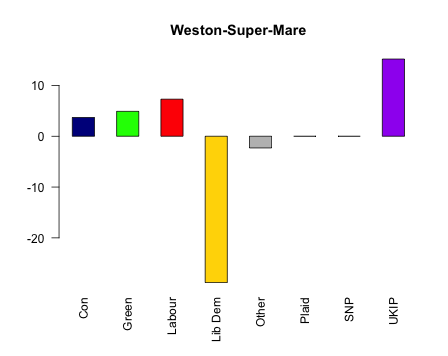 Weston-Super-Mare
10
0
-10
-20
Con
Green
Labour
Lib Dem
Other
Plaid
SNP
UKIP